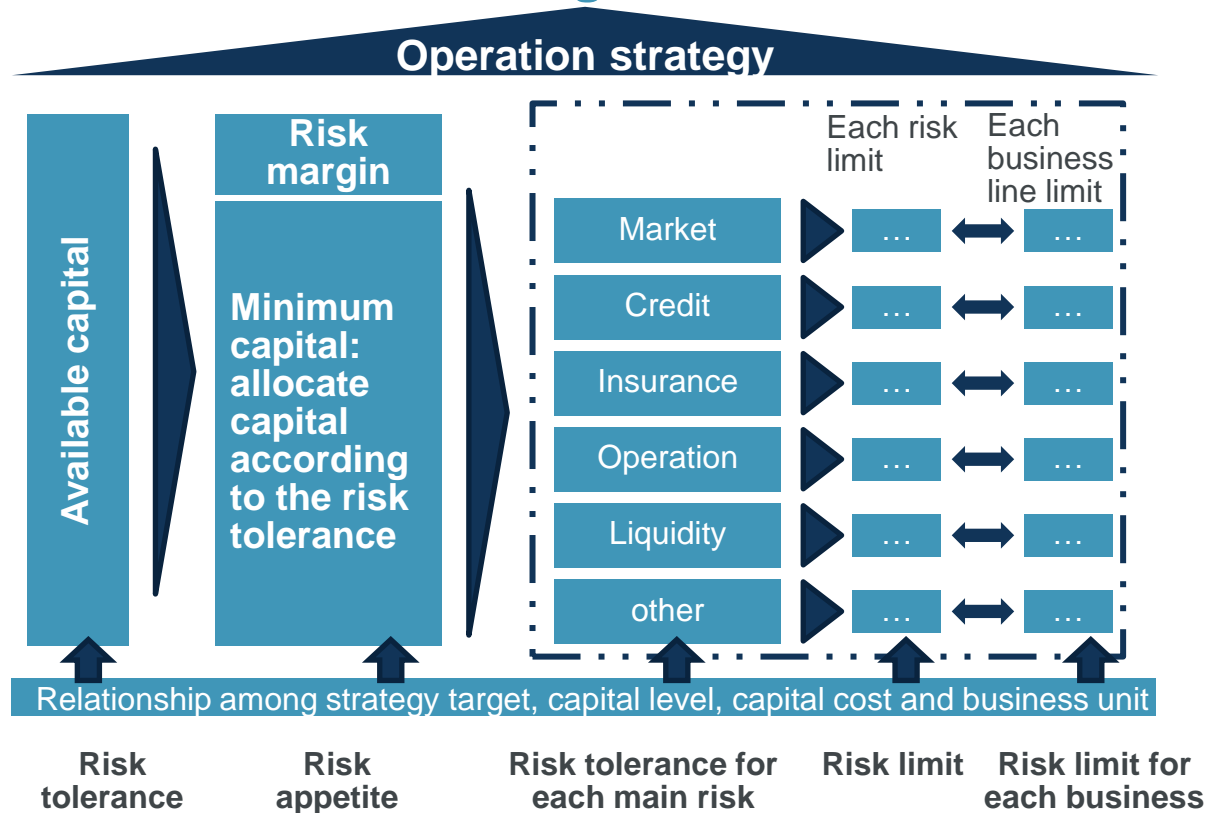 Operation strategy
Available capital
Risk
margin
Minimum
capital:
allocate
capital
according
to the risk
tolerance
Each risk
limit
Each
business
line limit
Market
...
...
Credit
...
...
Insurance
...
...
Operation
...
...
Liquidity
...
...
other
...
...
Relationship among strategy target, capital level, capital cost and business unit
Risk
tolerance
Risk
appetite
Risk tolerance for
each main risk
Risk limit
Risk limit for
each business